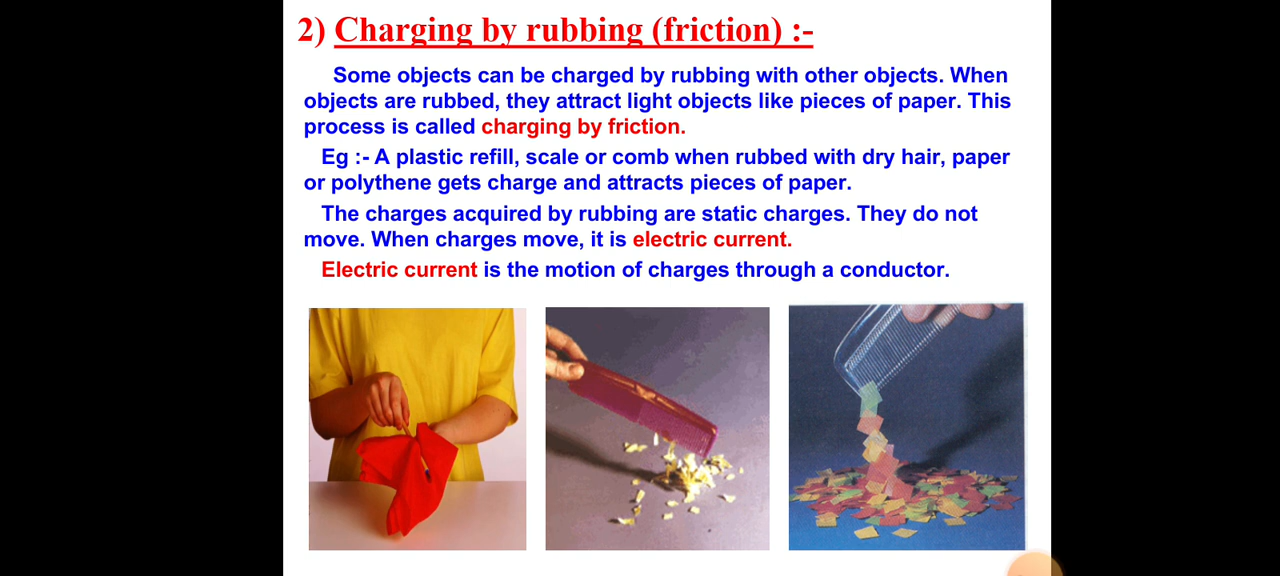 2) Charging by rubbing (friction) :-
Some objects can be charged by rubbing with other objects. When
objects are rubbed, they attract light objects like pieces of paper. This
process is called charging by friction.
Eg :- A plastic refill, scale or comb when rubbed with dry hair, paper
or polythene gets charge and attracts pieces of paper.
The charges acquired by rubbing are static charges. They do not
move. When charges move, it is electric current.
Electric current is the motion of charges through a conductor.